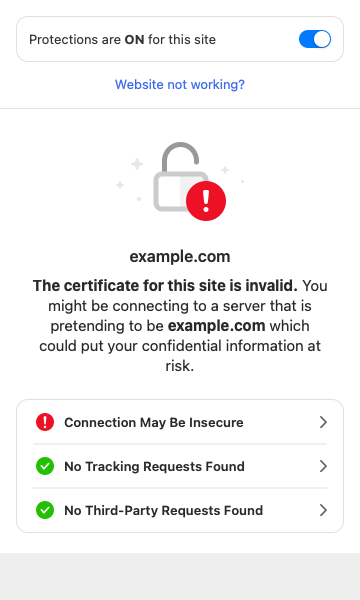 Protections are ON for this site
Website not working?
example.com
The certificate for this site is invalid. You
might be connecting to a server that is
pretending to be example.com which
could put your confidential information at
risk.
Connection May Be Insecure
No Tracking Requests Found
No Third-Party Requests Found